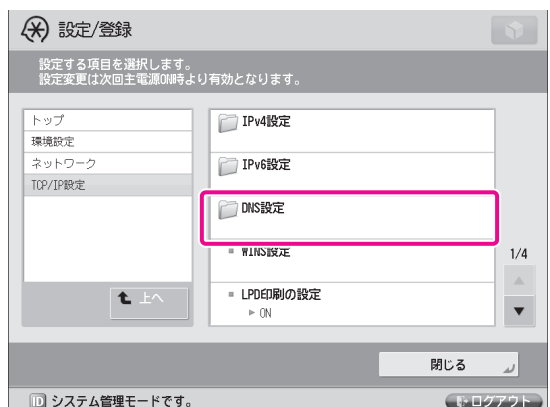 設定/登録
設定する項目を選択します。
設定変更は次回主電源ON時より有効となります。
トップ
環境設定
ネットワーク
TCP/IP設定
上へ
IPv4設定
IPv6設定
DNS設定
WINS設定
LPD印刷の設定
► ON
1/4
閉じる
ID システム管理モードです。
ログアウト